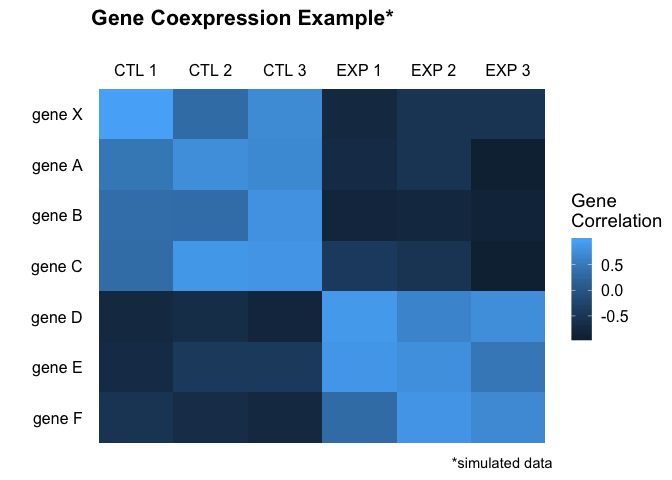 Gene Coexpression Example*
CTL 1 CTL 2 CTL 3 EXP 1 EXP 2 EXP 3
gene X
gene A
gene B
gene C
gene D
gene E
gene F
Gene
Correlation
0.5
0.0
-0.5
*simulated data